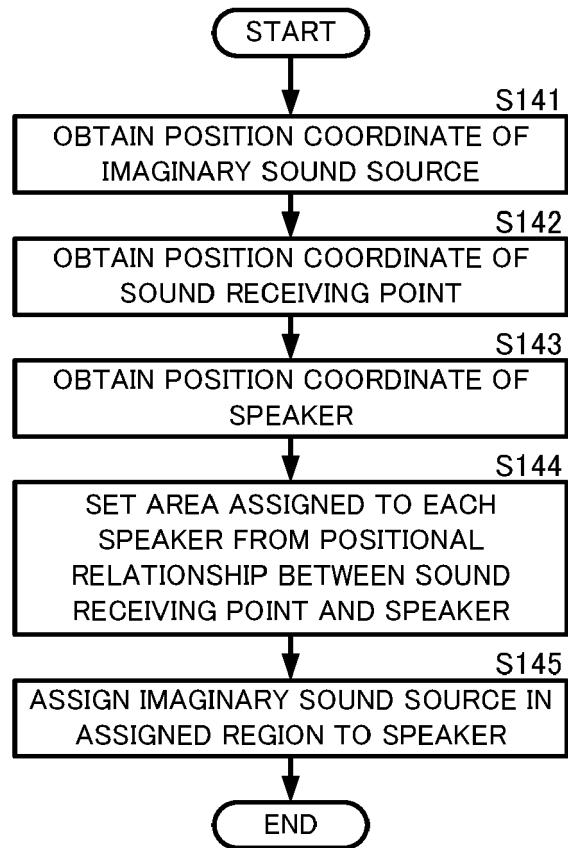 START
S141
OBTAIN POSITION COORDINATE OF
IMAGINARY SOUND SOURCE
S142
OBTAIN POSITION COORDINATE OF
SOUND RECEIVING POINT
S143
OBTAIN POSITION COORDINATE OF
SPEAKER
S144
SET AREA ASSIGNED TO EACH
SPEAKER FROM POSITIONAL
RELATIONSHIP BETWEEN SOUND
RECEIVING POINT AND SPEAKER
S145
ASSIGN IMAGINARY SOUND SOURCE IN
ASSIGNED REGION TO SPEAKER
END